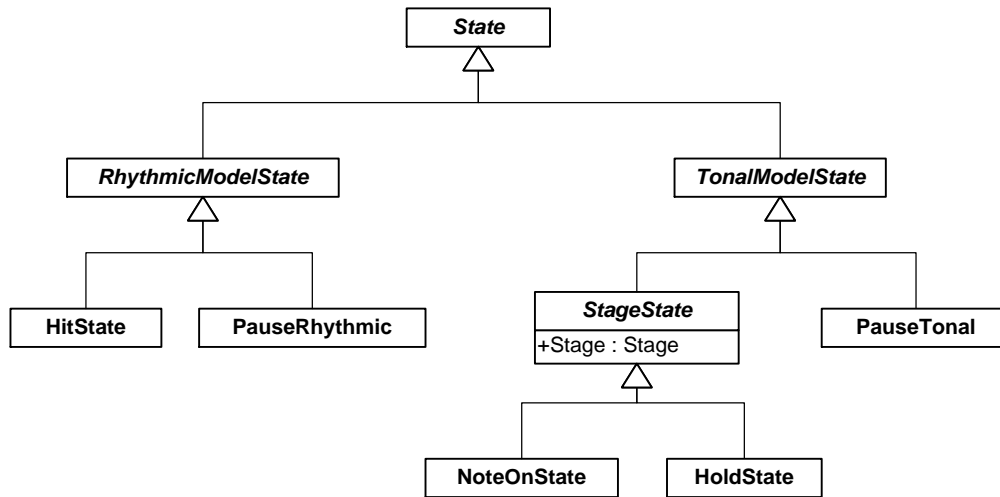 State
RhythmicModelState
TonalModelState
HitState
PauseRhythmic
StageState
+Stage : Stage
PauseTonal
NoteOnState
HoldState